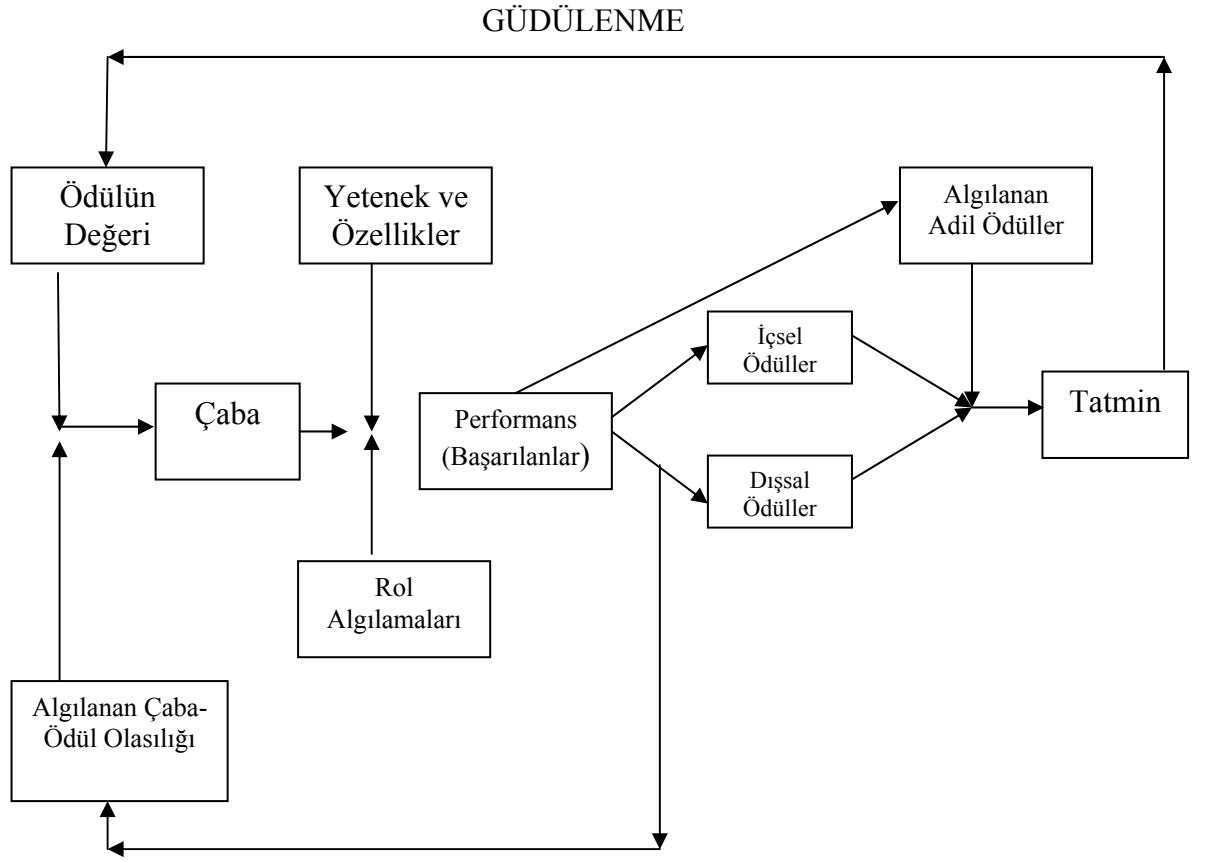 GÜDÜLENME
Ödülün
Değeri
Yetenek ve
Özellikler
Algılanan
Adil Ödüller
İçsel
Ödüller
Çaba
Performans
(Başarılanlar)
Tatmin
Dışsal
Ödüller
Rol
Algılamaları
Algılanan Çaba-
Ödül Olasılığı